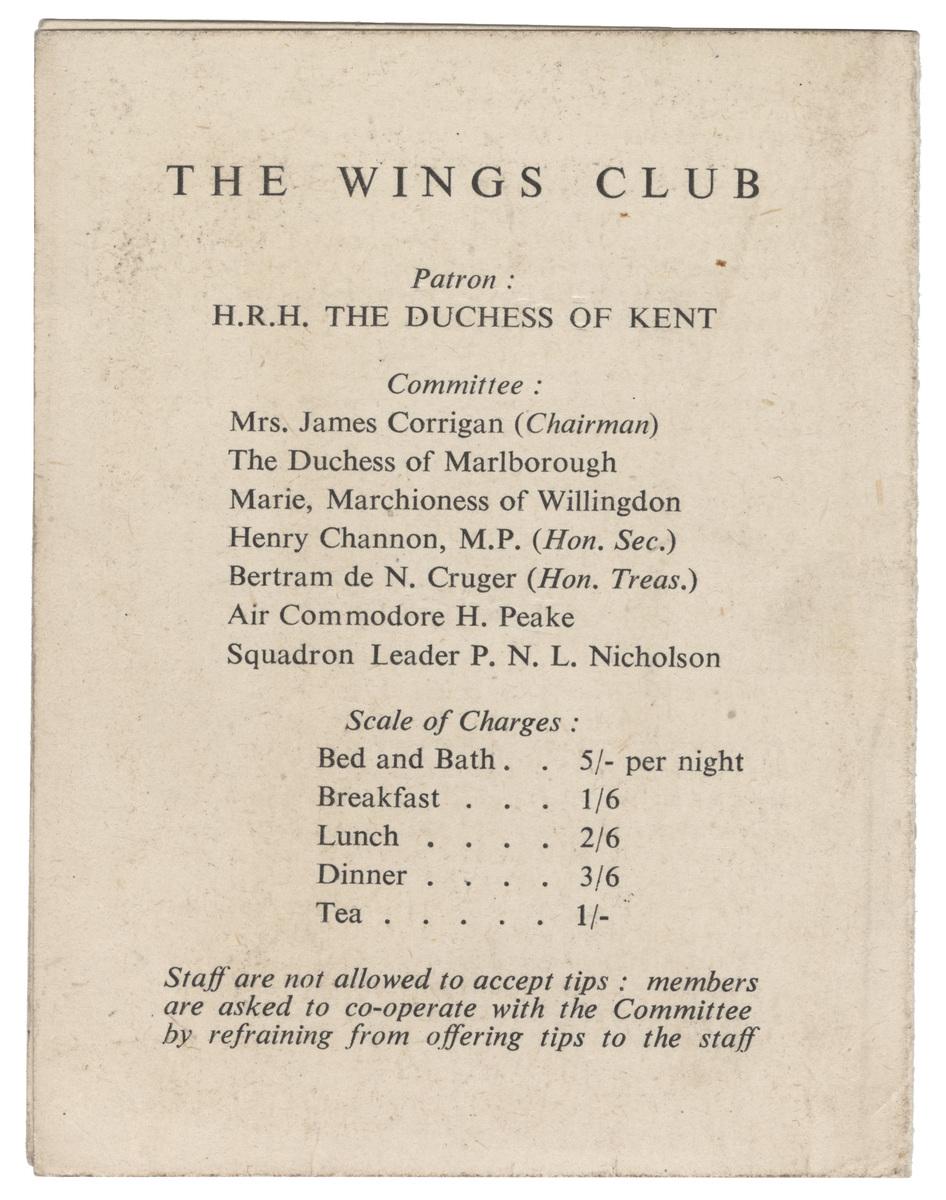 THE WINGS CLUB
Patron :
H.R.H. THE DUCHESS OF KENT
Committee :
Mrs. James Corrigan (Chairman)
The Duchess of Marlborough
Marie, Marchioness of Willingdon
Henry Channon, M.P. (Hon. Sec.)
Bertram de N. Cruger (Hon. Treas.)
Air Commodore H. Peake
Squadron Leader P. N. L. Nicholson
Scale of Charges :
Bed and Bath . . 5/- per night
Breakfast . . . 1/6
Lunch . . . . 2/6
Dinner . . . . 3/6
Tea . . . . . 1/-
Staff are not allowed to accept tips : members
are asked to co-operate with the Committee
by refraining from offering tips to the staff